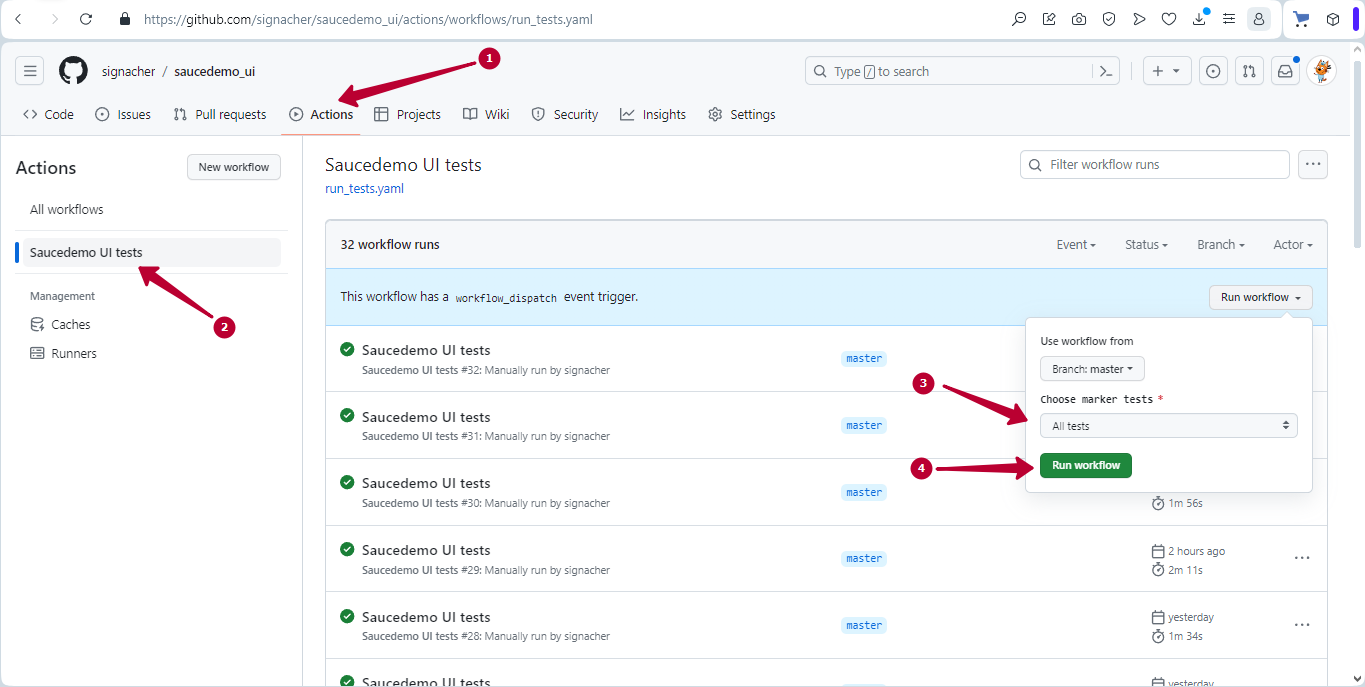 https://github.com/signacher/saucedemo_ui/actions/workflows/run_tests.yaml
signacher / saucedemo_ui
Type / to search
1
Code Issues Pull requests Actions Projects Wiki Security Insights Settings
Actions
New workflow
All workflows
Saucedemo UI tests
2
Management
Caches
Runners
Saucedemo UI tests
run_tests.yaml
Filter workflow runs
32 workflow runs
Event Status Branch Actor
This workflow has a workflow_dispatch event trigger.
Run workflow
Use workflow from
Branch: master
Choose marker tests *
3
All tests
4
Run workflow
Saucedemo UI tests
Saucedemo UI tests #32: Manually run by signacher
master
Saucedemo UI tests
Saucedemo UI tests #31: Manually run by signacher
master
Saucedemo UI tests
Saucedemo UI tests #30: Manually run by signacher
master
1m 56s
Saucedemo UI tests
Saucedemo UI tests #29: Manually run by signacher
master
2 hours ago
2m 11s
Saucedemo UI tests
Saucedemo UI tests #28: Manually run by signacher
master
yesterday
1m 34s
Saucedemo UI tests
yesterday